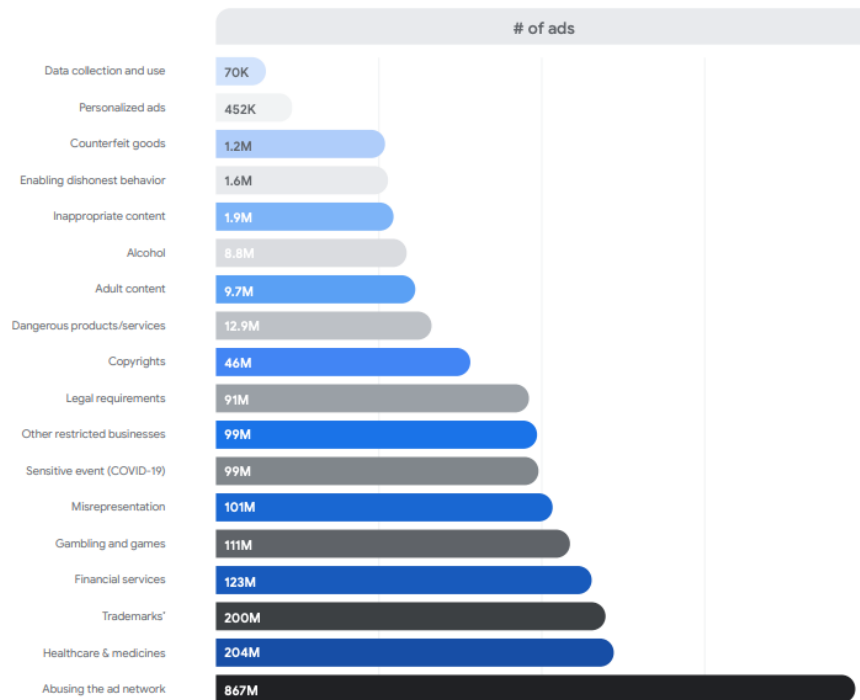 # of ads
Data collection and use 70K
Personalized ads 452K
Counterfeit goods 1.2M
Enabling dishonest behavior 1.6M
Inappropriate content 1.9M
Alcohol 8.8M
Adult content 9.7M
Dangerous products/services 12.9M
Copyrights 46M
Legal requirements 91M
Other restricted businesses 99M
Sensitive event (COVID-19) 99M
Misrepresentation 101M
Gambling and games 111M
Financial services 123M
Trademarks* 200M
Healthcare & medicines 204M
Abusing the ad network 867M